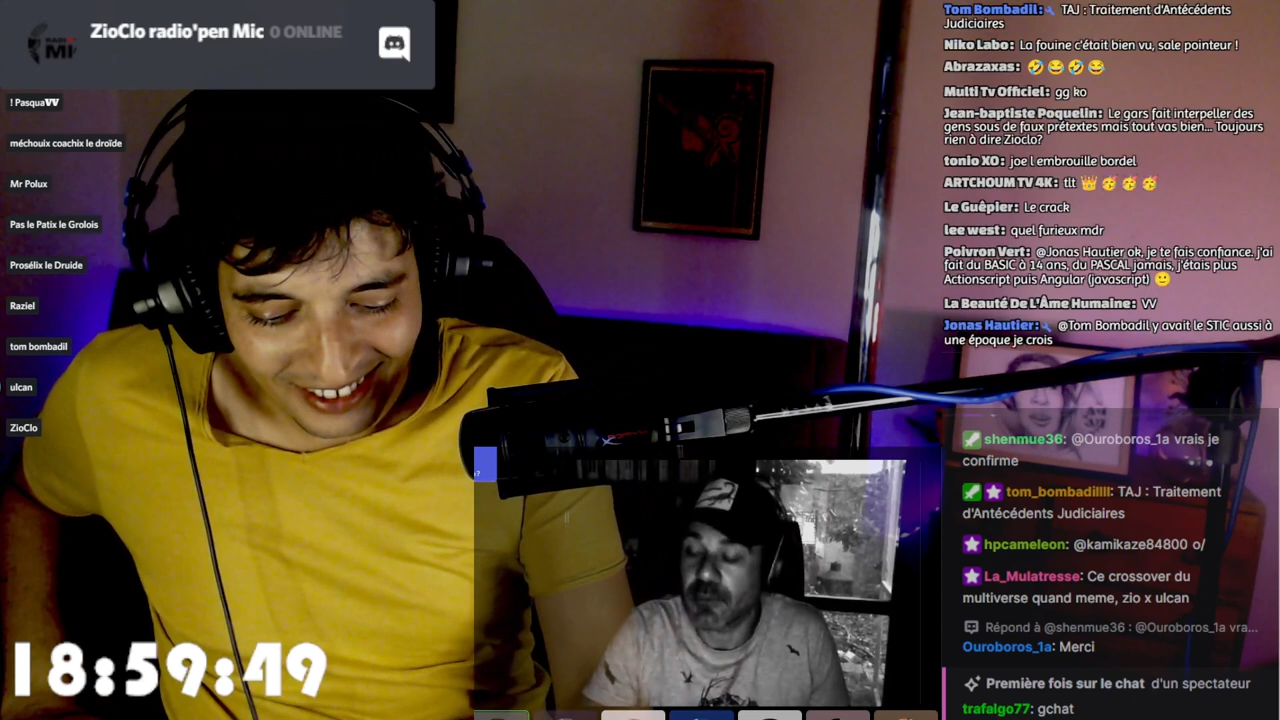 ZioClo radio'pen Mic 0 ONLINE
MI
! PasquaVV
méchouix coachix le droïde
Mr Polux
Pas le Patix le Grolois
Prosélix le Druide
Raziel
tom bombadil
ulcan
ZioClo
18:59:49
Tom Bombadil: TAJ : Traitement d'Antécédents
Judiciaires
Niko Labo: La fouine c'était bien vu, sale pointeur !
Abrazaxas: 🤣😂🤣😂
Multi Tv Officiel: gg ko
Jean-baptiste Poquelin: Le gars fait interpeller des
gens sous de faux prétextes mais tout vas bien... Toujours
rien à dire Zioclo?
tonio XO: joe l embrouille bordel
ARTCHOUM TV 4K: tlt 👑🥳🥳🥳
Le Guêpier: Le crack
lee west: quel furieux mdr
Poivron Vert: @Jonas Hautier ok, je te fais confiance. j'ai
fait du BASIC à 14 ans, du PASCAL jamais, j'étais plus
Actionscript puis Angular (javascript) 🙂
La Beauté De L'Âme Humaine: VV
Jonas Hautier: @Tom Bombadil y avait le STIC aussi à
une époque je crois
shenmue36: @Ouroboros_1a vrais je
confirme
tom_bombadillll: TAJ : Traitement
d'Antécédents Judiciaires
hpcameleon: @kamikaze84800 o/
La_Mulatresse: Ce crossover du
multiverse quand meme, zio x ulcan
Répond à @shenmue36 : @Ouroboros_1a vra...
Ouroboros_1a: Merci
Première fois sur le chat d'un spectateur
trafalgo77: gchat